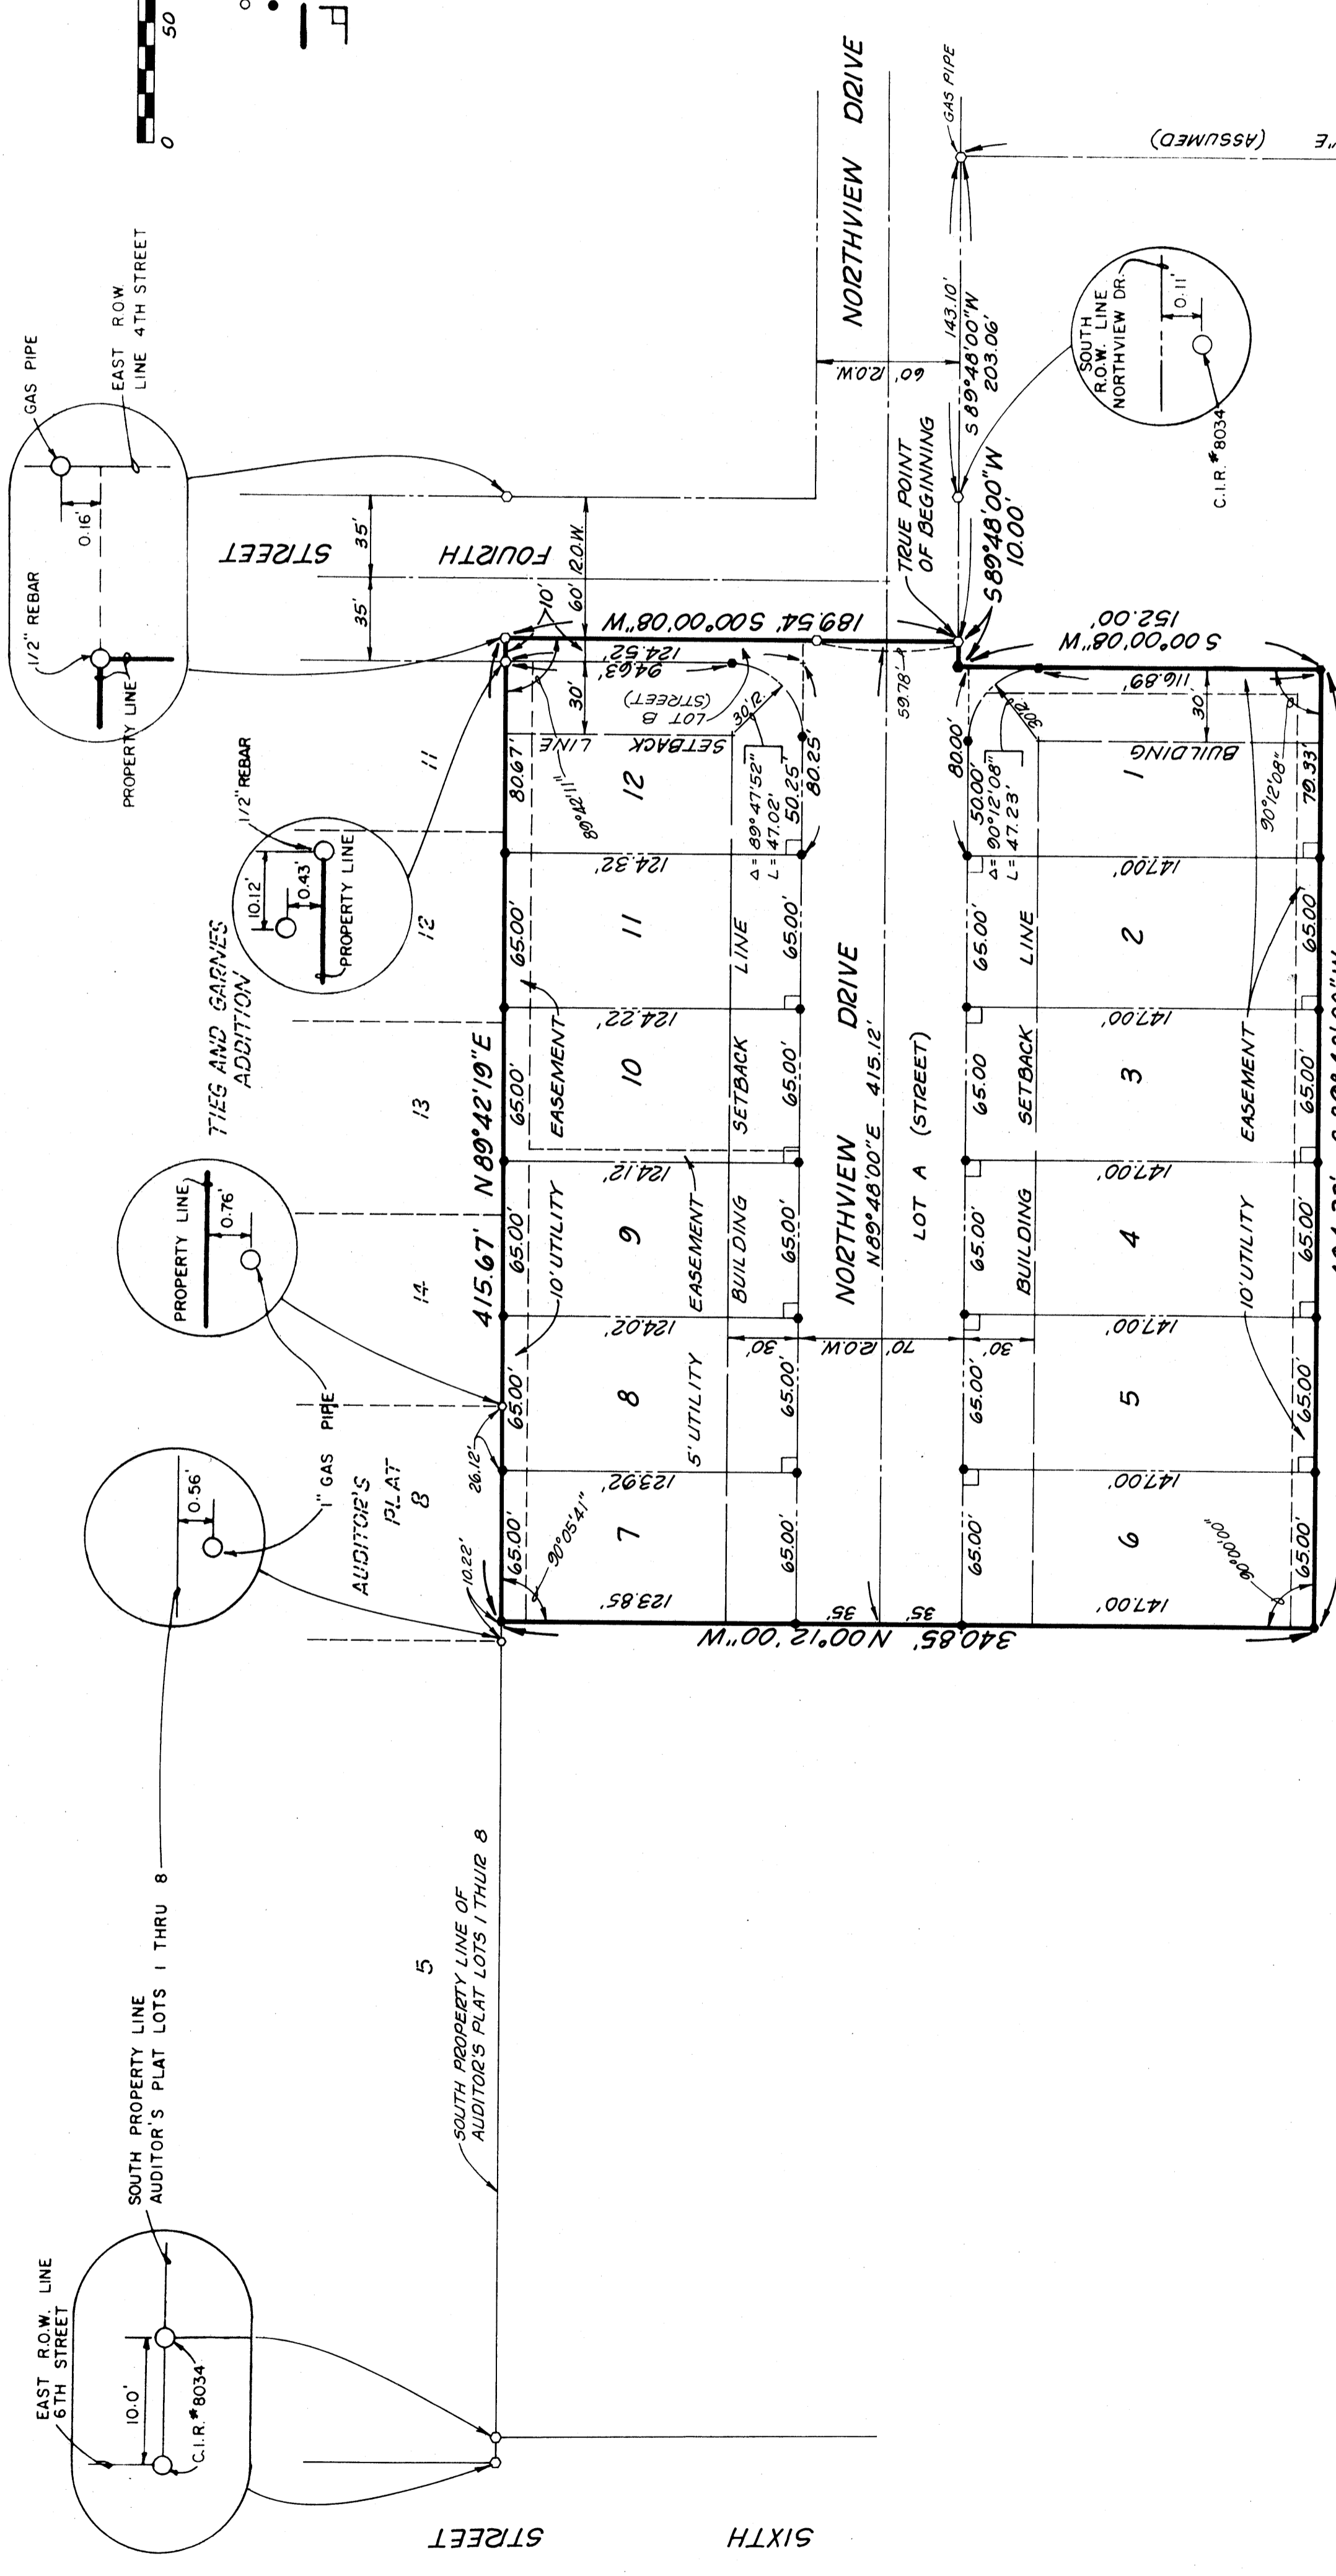 0
50
GAS PIPE
EAST R.O.W.
LINE 4TH STREET
0.16'
1/2" REBAR
PROPERTY LINE
1/2" REBAR
10.12'
0.43'
PROPERTY LINE
TIEG AND GARNES
ADDITION
PROPERTY LINE
0.76'
1" GAS PIPE
0.56'
AUDITOR'S
PLAT
8
SOUTH PROPERTY LINE
AUDITOR'S PLAT LOTS 1 THRU 8
EAST R.O.W. LINE
6TH STREET
10.0'
C.I.R. #8034
5
SOUTH PROPERTY LINE OF
AUDITOR'S PLAT LOTS 1 THUR 8
SIXTH STREET
FOURTH STREET
35'
35'
60' R.O.W.
10'
NORTHVIEW DRIVE
60' R.O.W.
GAS PIPE
143.10'
S 89°48'00"W
203.06'
(ASSUMED)
"E
SOUTH
R.O.W. LINE
NORTHVIEW DR.
0.11'
C.I.R. #8034
TRUE POINT
OF BEGINNING
S89°48'00"W
10.00'
189.54' S00°00'08"W
S 00°00'08"W
152.00'
11
12
13
14
415.67' N89°42'19"E
10.22'
26.12'
65.00'
65.00'
65.00'
65.00'
65.00'
80.67'
90°05'41"
89°42'11"
10' UTILITY
EASEMENT
124.52'
94.63'
30'
LOT B
(STREET)
30' R.
SETBACK
LINE
7
8
9
10
11
12
123.85'
123.92'
124.02'
124.12'
124.22'
124.32'
5' UTILITY
EASEMENT
BUILDING
SETBACK
LINE
Δ= 89°47'52"
L= 47.02'
65.00'
65.00'
65.00'
65.00'
65.00'
50.25'
80.25'
30'
70' R.O.W.
30'
35'
35'
340.85' N00°12'00"W
NORTHVIEW DRIVE
N89°48'00"E 415.12'
LOT A (STREET)
59.78'
65.00'
65.00'
65.00'
65.00
65.00'
50.00'
80.00'
Δ= 90°12'08"
L= 47.23'
30' R.
BUILDING
SETBACK
LINE
6
5
4
3
2
1
147.00'
147.00'
147.00'
147.00'
147.00'
147.00'
116.89'
30'
BUILDING
90°00'00"
90°12'08"
10' UTILITY
EASEMENT
65.00'
65.00'
65.00'
65.00'
65.00'
79.33'